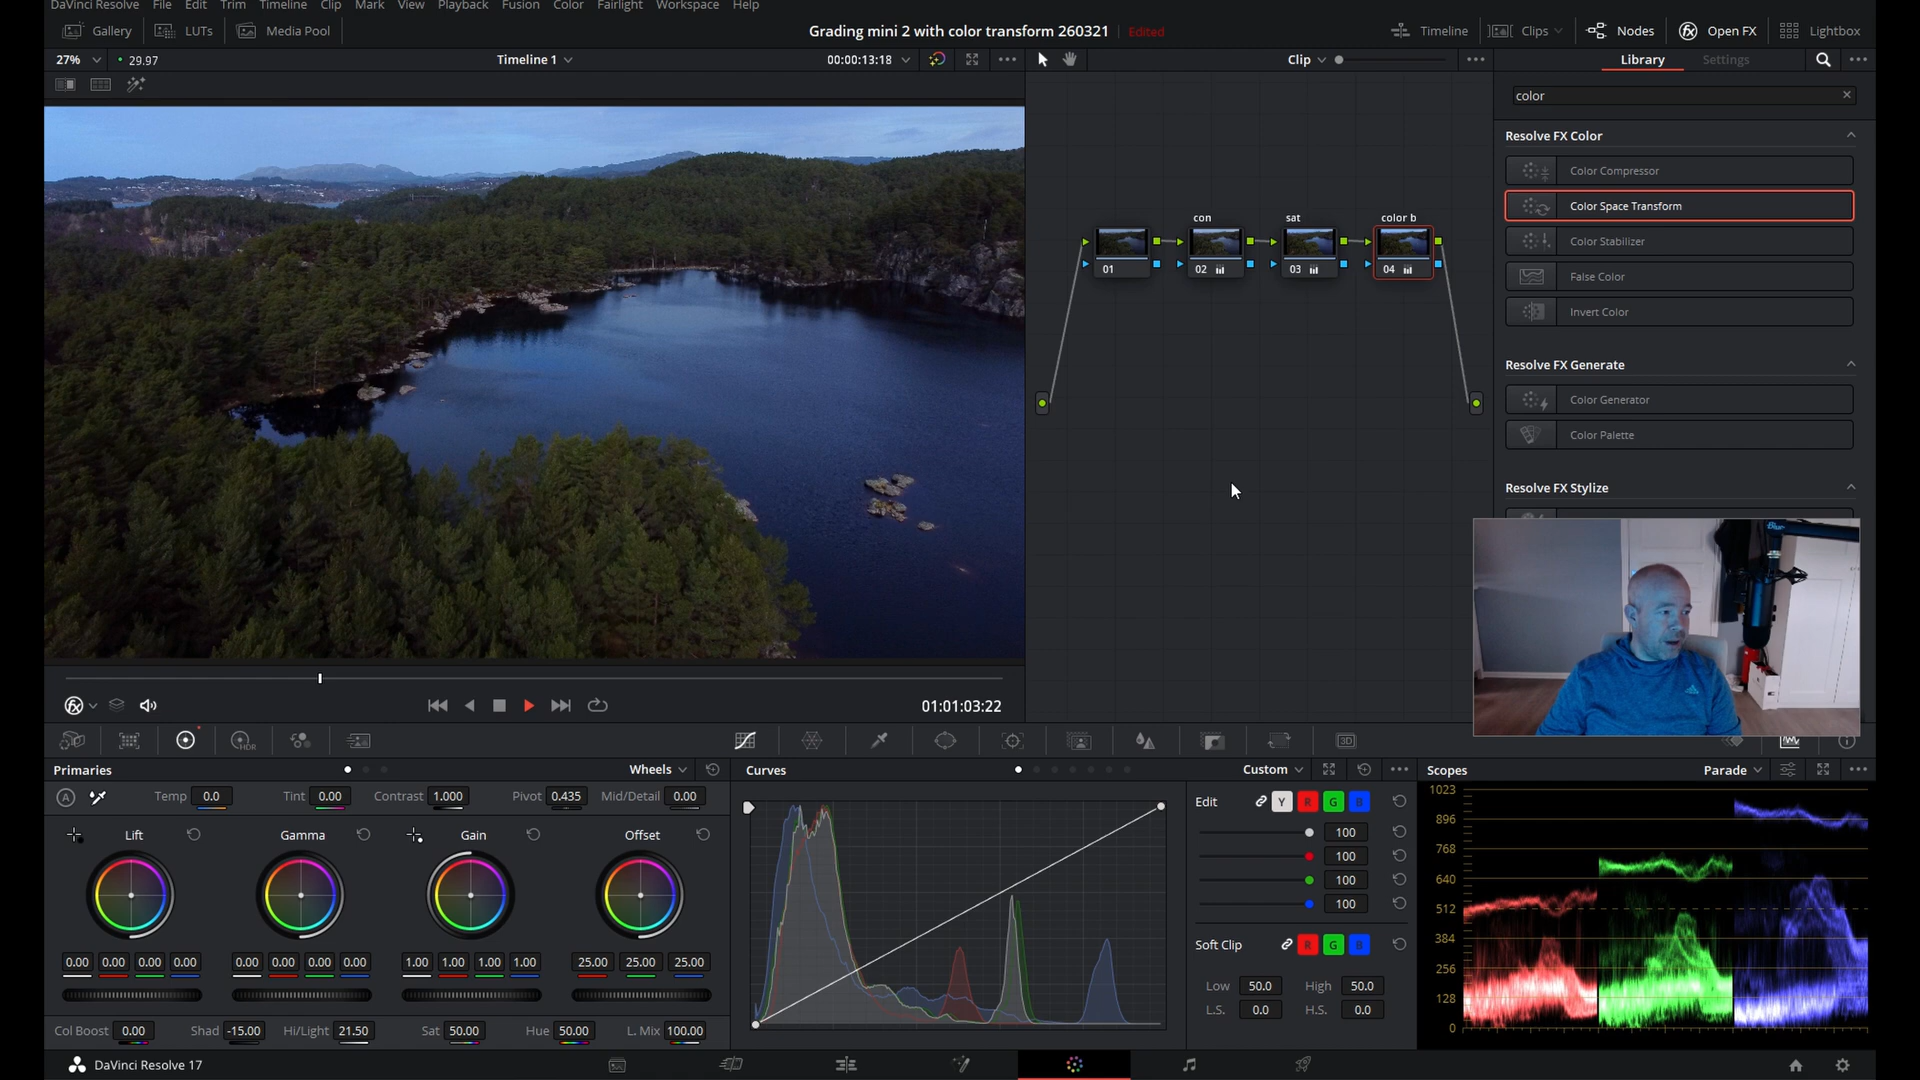 DaVinci Resolve File Edit Trim Timeline Clip Mark View Playback Fusion Color Fairlight Workspace Help
Gallery LUTs Media Pool Grading mini 2 with color transform 260321 Edited Timeline Clips Nodes Open FX Lightbox
27% 29.97 Timeline 1 00:00:13:18 Clip Library Settings
color
Resolve FX Color
Color Compressor
Color Space Transform
Color Stabilizer
False Color
Invert Color
Resolve FX Generate
Color Generator
Color Palette
Resolve FX Stylize
con sat color b
01 02 03 04
01:01:03:22
HDR 3D
Primaries Wheels Curves Custom Scopes Parade
A Temp 0.0 Tint 0.00 Contrast 1.000 Pivot 0.435 Mid/Detail 0.00
Lift Gamma Gain Offset
0.00 0.00 0.00 0.00 0.00 0.00 0.00 0.00 1.00 1.00 1.00 1.00 25.00 25.00 25.00
Col Boost 0.00 Shad -15.00 Hi/Light 21.50 Sat 50.00 Hue 50.00 L. Mix 100.00
Edit Y R G B
100
100
100
100
Soft Clip R G B
Low 50.0 High 50.0
L.S. 0.0 H.S. 0.0
1023
896
768
640
512
384
256
128
0
DaVinci Resolve 17